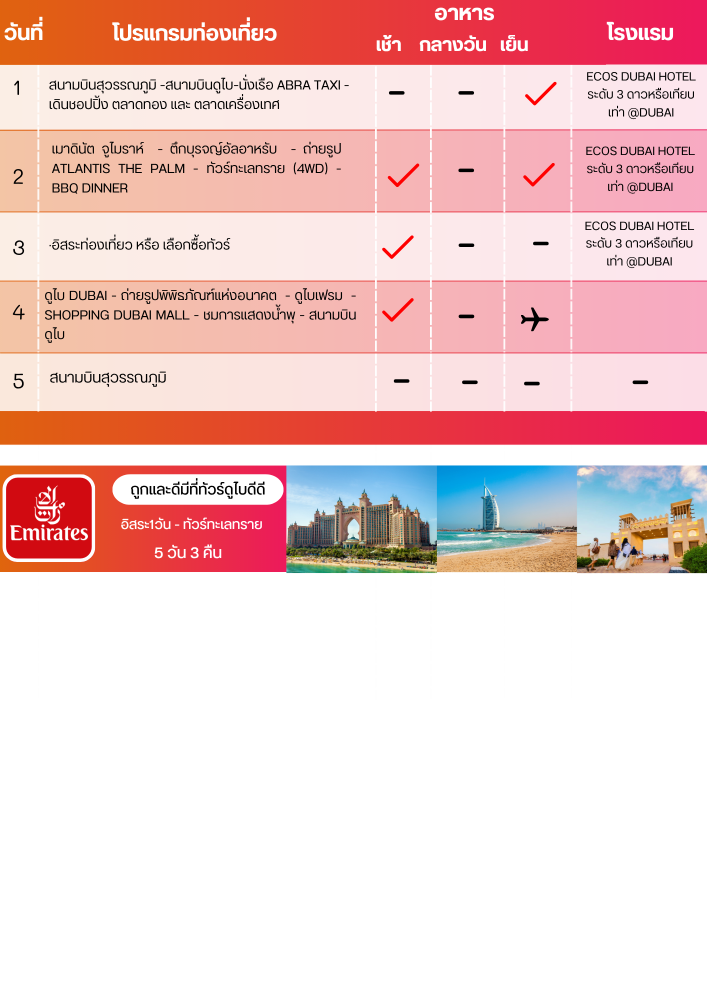 วันที่
โปรแกรมท่องเที่ยว
อาหาร
เช้า กลางวัน เย็น
โรงแรม
1
สนามบินสุวรรณภูมิ -สนามบินดูไบ-นั่งเรือ ABRA TAXI -
เดินชอปปิ้ง ตลาดทอง และ ตลาดเครื่องเทศ
- -
ECOS DUBAI HOTEL
ระดับ 3 ดาวหรือเทียบ
เท่า @DUBAI
2
เมาดินัต จูไมราห์ - ตึกบุรจญ์อัลอาหรับ - ถ่ายรูป
ATLANTIS THE PALM - ทัวร์ทะเลทราย (4WD) -
BBQ DINNER
-
ECOS DUBAI HOTEL
ระดับ 3 ดาวหรือเทียบ
เท่า @DUBAI
3
·อิสระท่องเที่ยว หรือ เลือกซื้อทัวร์
- -
ECOS DUBAI HOTEL
ระดับ 3 ดาวหรือเทียบ
เท่า @DUBAI
4
ดูไบ DUBAI - ถ่ายรูปพิพิธภัณฑ์แห่งอนาคต - ดูไบเฟรม -
SHOPPING DUBAI MALL - ชมการแสดงน้ำพุ - สนามบิน
ดูไบ
-
5
สนามบินสุวรรณภูมิ
- - - -
Emirates
ถูกและดีมีที่ทัวร์ดูไบดีดี
อิสระ1วัน - ทัวร์ทะเลทราย
5 วัน 3 คืน